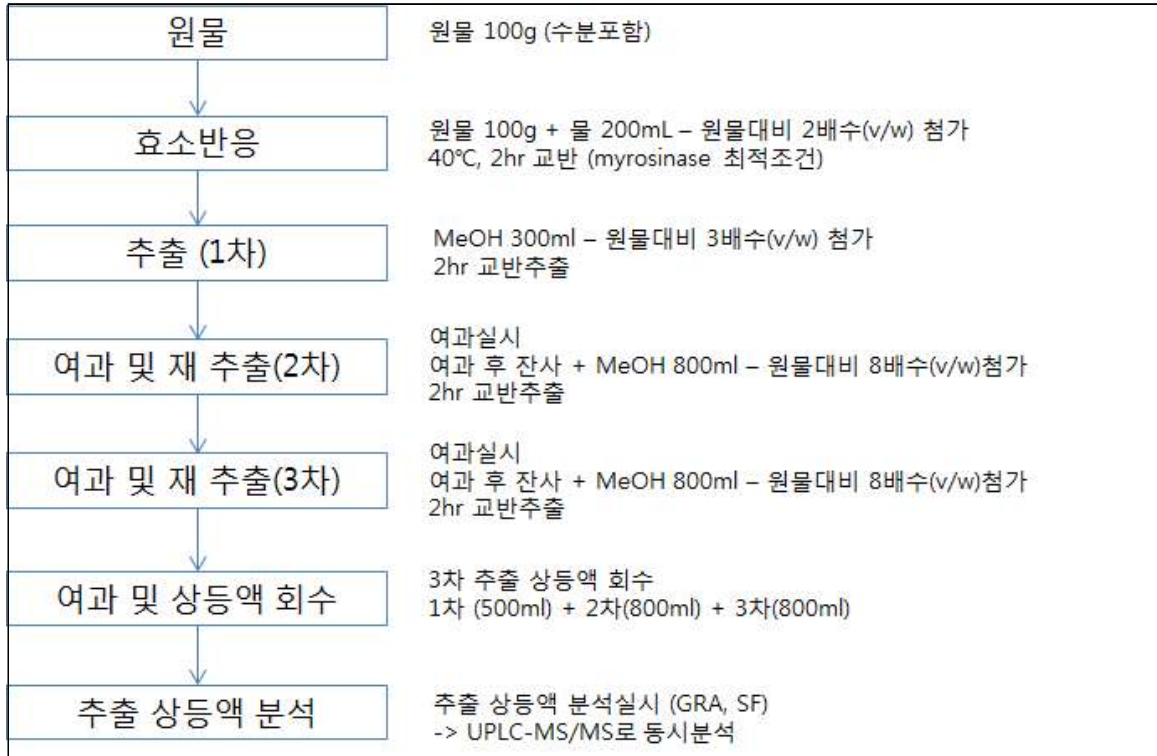 원물
원물 100g (수분포함)
효소반응
원물 100g + 물 200mL – 원물대비 2배수(v/w) 첨가
40℃, 2hr 교반 (myrosinase 최적조건)
추출 (1차)
MeOH 300ml – 원물대비 3배수(v/w) 첨가
2hr 교반추출
여과 및 재 추출(2차)
여과실시
여과 후 잔사 + MeOH 800ml – 원물대비 8배수(v/w)첨가
2hr 교반추출
여과 및 재 추출(3차)
여과실시
여과 후 잔사 + MeOH 800ml – 원물대비 8배수(v/w)첨가
2hr 교반추출
여과 및 상등액 회수
3차 추출 상등액 회수
1차 (500ml) + 2차(800ml) + 3차(800ml)
추출 상등액 분석
추출 상등액 분석실시 (GRA, SF)
-> UPLC-MS/MS로 동시분석